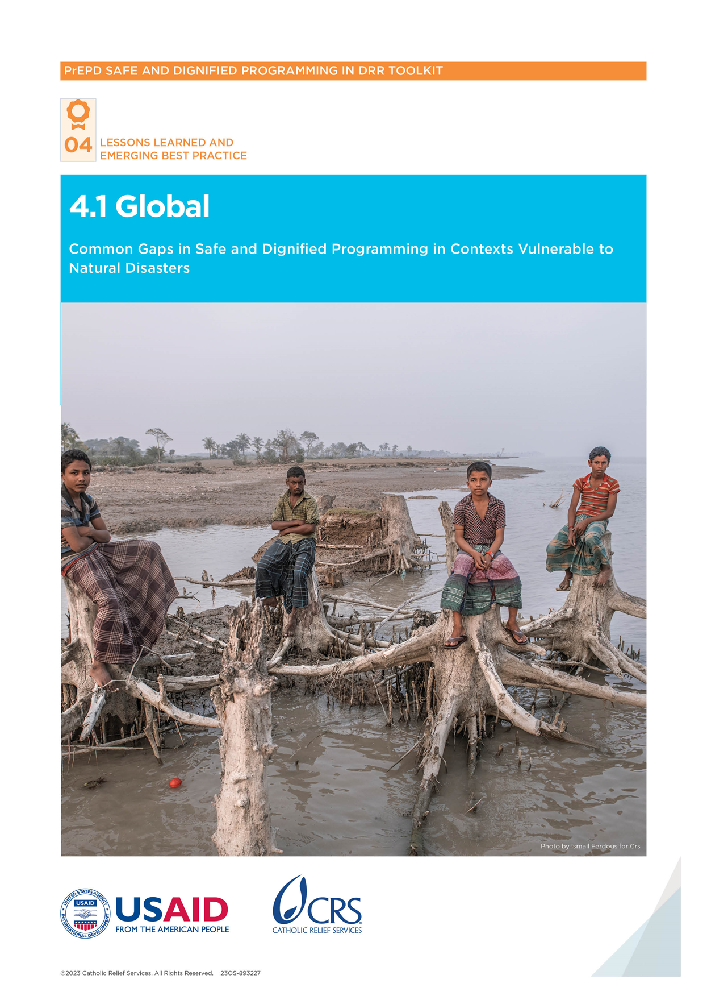 PrEPD SAFE AND DIGNIFIED PROGRAMMING IN DRR TOOLKIT
04
LESSONS LEARNED AND
EMERGING BEST PRACTICE
4.1 Global
Common Gaps in Safe and Dignified Programming in Contexts Vulnerable to
Natural Disasters
Photo by Ismail Ferdous for Crs
UNITED STATES AGENCY
USAID
INTERNATIONAL DEVELOPMENT
USAID
FROM THE AMERICAN PEOPLE
CRS
CATHOLIC RELIEF SERVICES
©2023 Catholic Relief Services. All Rights Reserved. 23OS-893227